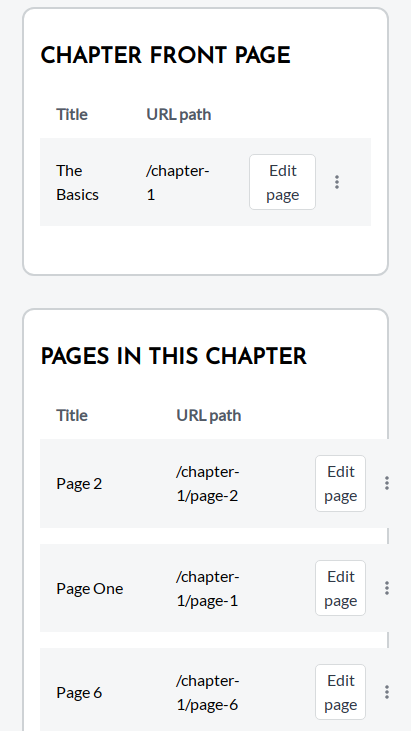 CHAPTER FRONT PAGE
Title URL path
The Basics /chapter-1 Edit page
PAGES IN THIS CHAPTER
Title URL path
Page 2 /chapter-1/page-2 Edit page
Page One /chapter-1/page-1 Edit page
Page 6 /chapter-1/page-6 Edit page